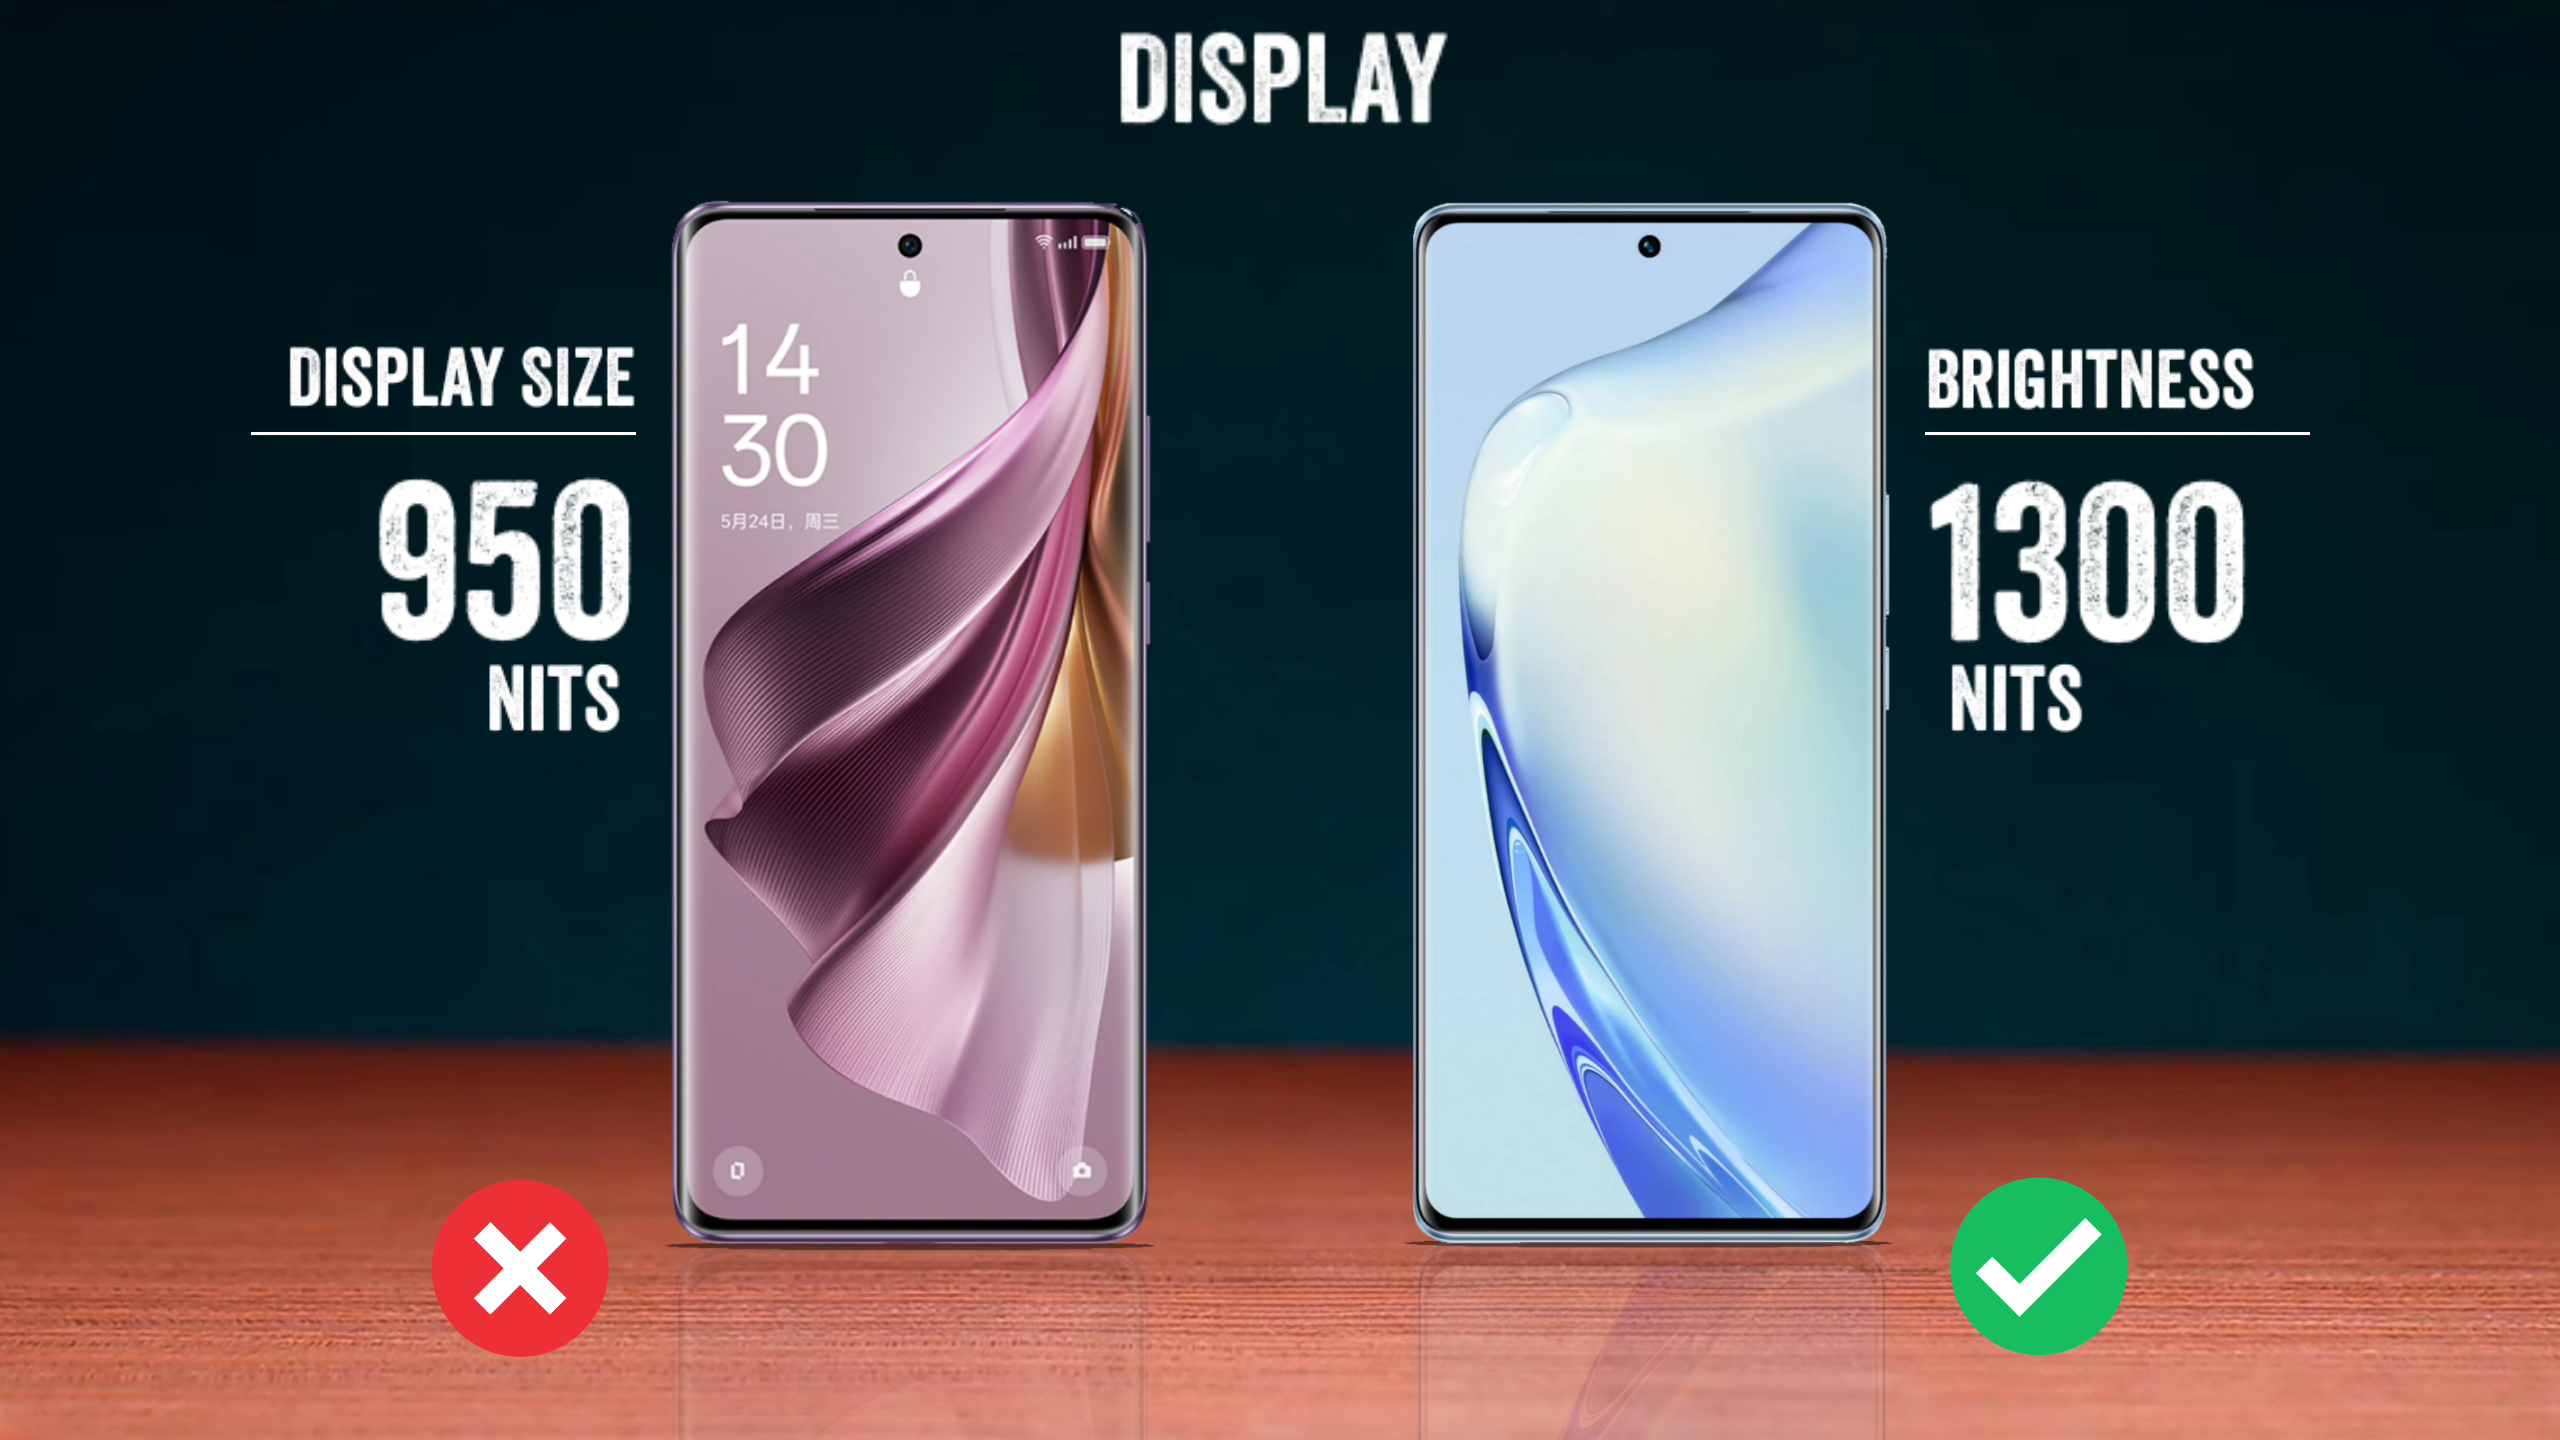 DISPLAY
DISPLAY SIZE
950
NITS
14
30
5月24日，周三
BRIGHTNESS
1300
NITS